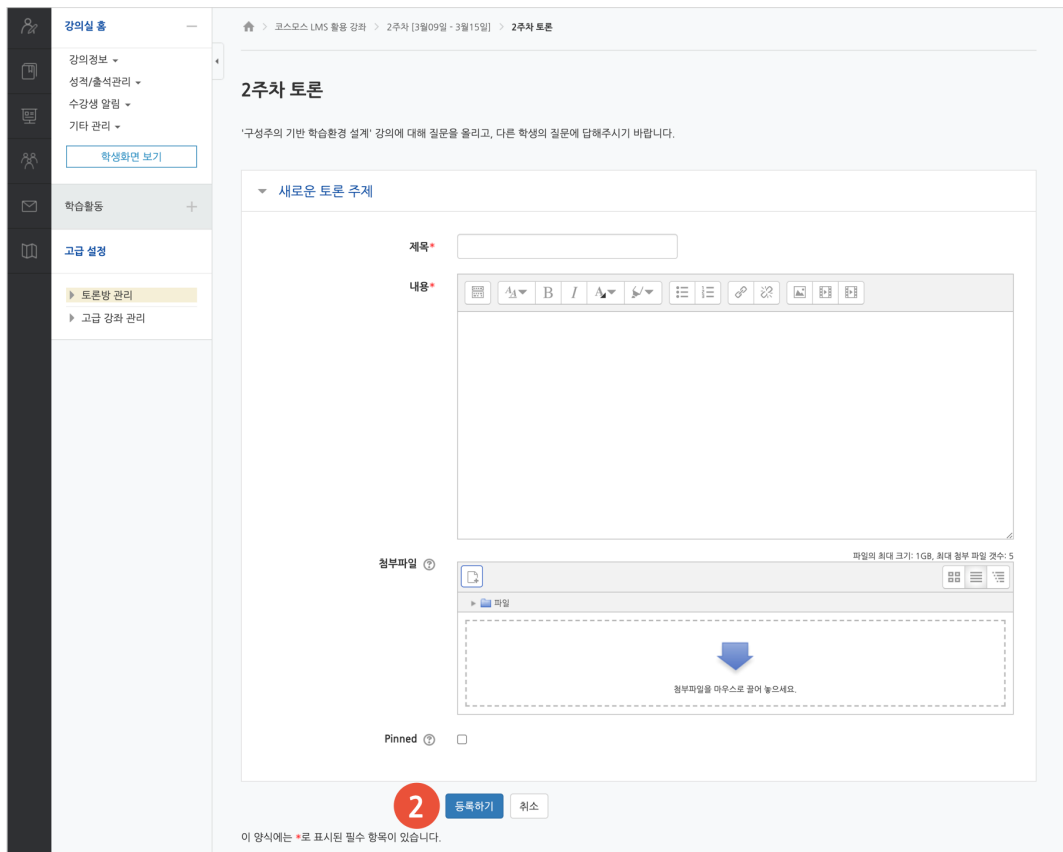 강의실 홈
강의정보
성적/출석관리
수강생 알림
기타 관리
학생화면 보기
학습활동
고급 설정
토론방 관리
고급 강좌 관리
코스모스 LMS 활용 강좌 > 2주차 [3월09일 - 3월15일] > 2주차 토론
2주차 토론
'구성주의 기반 학습환경 설계' 강의에 대해 질문을 올리고, 다른 학생의 질문에 답해주시기 바랍니다.
새로운 토론 주제
제목*
내용*
B I
파일의 최대 크기: 1GB, 최대 첨부 파일 갯수: 5
첨부파일
파일
첨부파일을 마우스로 끌어 놓으세요.
Pinned
2 등록하기 취소
이 양식에는 *로 표시된 필수 항목이 있습니다.